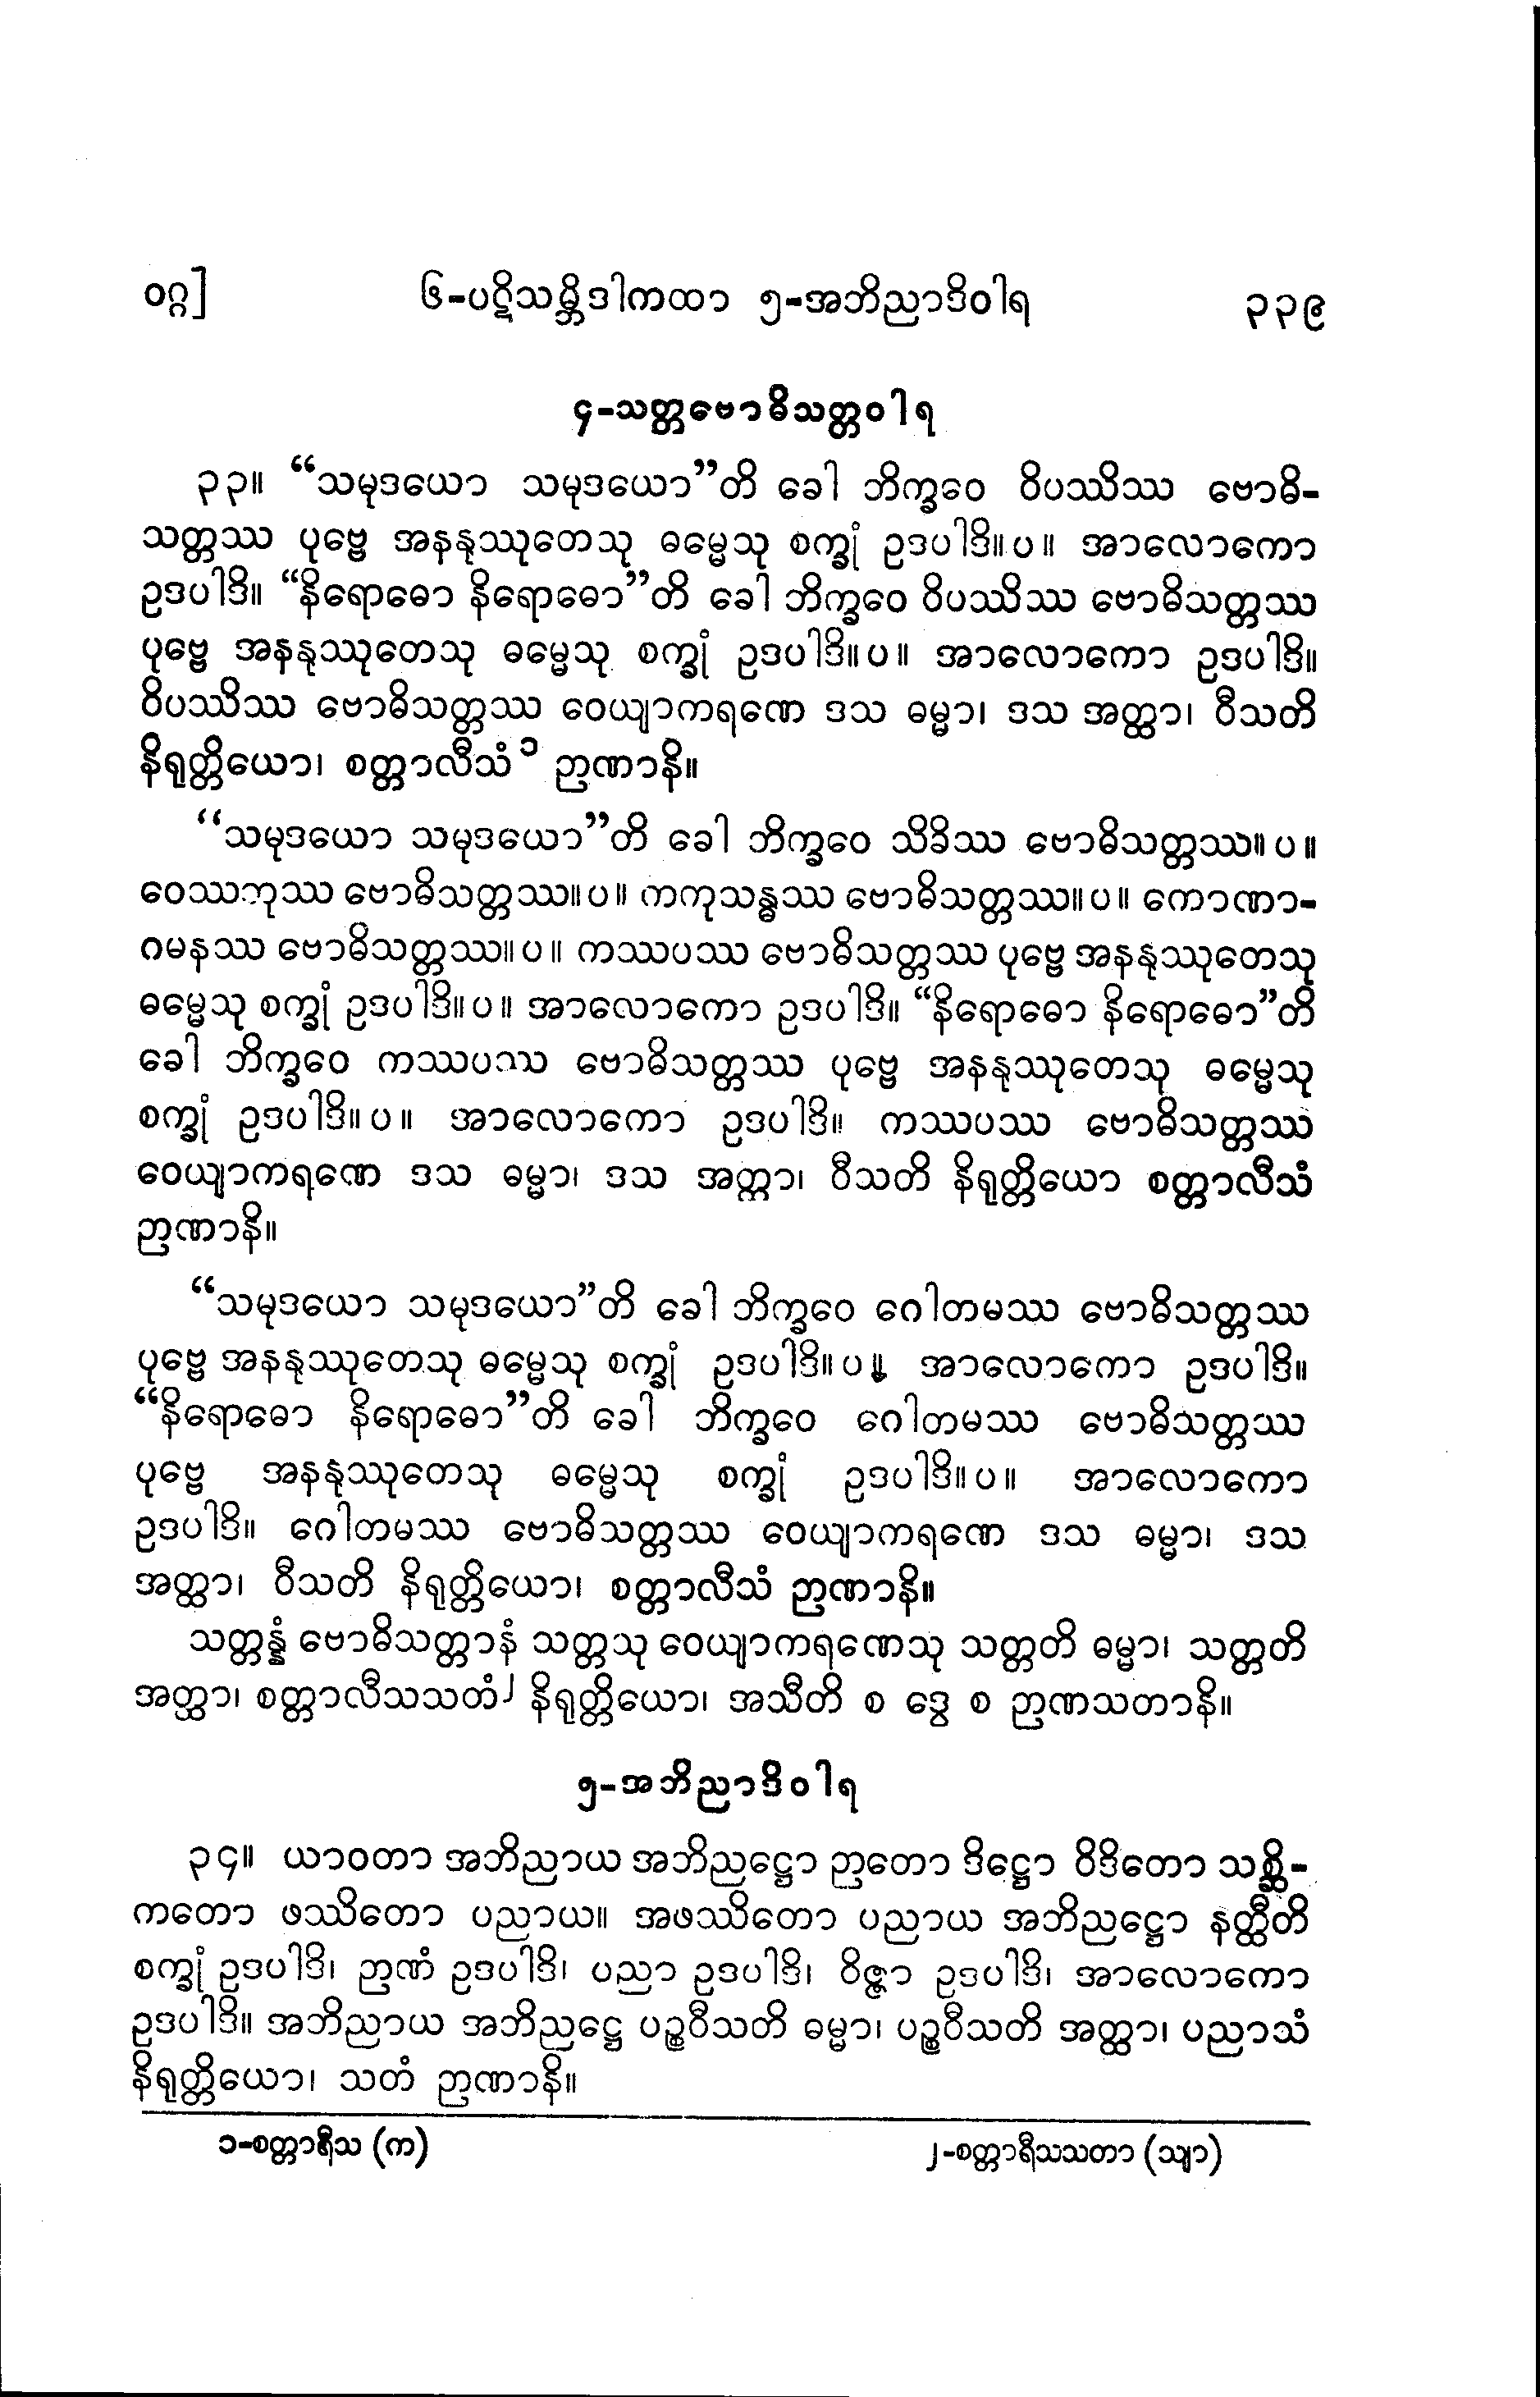 ဝဂ္ဂ] ၆-ပဋိသမ္ဘိဒါကထာ ၅-အဘိညာဒိဝါရ ၃၃၉
၄-သတ္တဗောဓိသတ္တဝါရ
၃၃။ “သမုဒယော သမုဒယော”တိ ခေါ ဘိက္ခဝေ ဝိပဿိဿ ဗောဓိ-
သတ္တဿ ပုဗ္ဗေ အနနုဿုတေသု ဓမ္မေသု စက္ခုံ ဥဒပါဒိ။ ပ ။ အာလောကော
ဥဒပါဒိ။ “နိရောဓော နိရောဓော”တိ ခေါ ဘိက္ခဝေ ဝိပဿိဿ ဗောဓိသတ္တဿ
ပုဗ္ဗေ အနနုဿုတေသု ဓမ္မေသု စက္ခုံ ဥဒပါဒိ။ ပ ။ အာလောကော ဥဒပါဒိ။
ဝိပဿိဿ ဗောဓိသတ္တဿ ဝေယျာကရဏေ ဒသ ဓမ္မာ၊ ဒသ အတ္ထာ၊ ဝီသတိ
နိရုတ္တိယော၊ စတ္တာလီသံ ၁ ဉာဏာနိ။
“သမုဒယော သမုဒယော”တိ ခေါ ဘိက္ခဝေ သိခိဿ ဗောဓိသတ္တဿ။ ပ ။
ဝေဿဘုဿ ဗောဓိသတ္တဿ။ ပ ။ ကကုသန္ဓဿ ဗောဓိသတ္တဿ။ ပ ။ ကောဏာ-
ဂမနဿ ဗောဓိသတ္တဿ။ ပ ။ ကဿပဿ ဗောဓိသတ္တဿ ပုဗ္ဗေ အနနုဿုတေသု
ဓမ္မေသု စက္ခုံ ဥဒပါဒိ။ ပ ။ အာလောကော ဥဒပါဒိ။ “နိရောဓော နိရောဓော”တိ
ခေါ ဘိက္ခဝေ ကဿပဿ ဗောဓိသတ္တဿ ပုဗ္ဗေ အနနုဿုတေသု ဓမ္မေသု
စက္ခုံ ဥဒပါဒိ။ ပ ။ အာလောကော ဥဒပါဒိ။ ကဿပဿ ဗောဓိသတ္တဿ
ဝေယျာကရဏေ ဒသ ဓမ္မာ၊ ဒသ အတ္ထာ၊ ဝီသတိ နိရုတ္တိယော စတ္တာလီသံ
ဉာဏာနိ။
“သမုဒယော သမုဒယော”တိ ခေါ ဘိက္ခဝေ ဂေါတမဿ ဗောဓိသတ္တဿ
ပုဗ္ဗေ အနနုဿုတေသု ဓမ္မေသု စက္ခုံ ဥဒပါဒိ။ ပ ။ အာလောကော ဥဒပါဒိ။
“နိရောဓော နိရောဓော”တိ ခေါ ဘိက္ခဝေ ဂေါတမဿ ဗောဓိသတ္တဿ
ပုဗ္ဗေ အနနုဿုတေသု ဓမ္မေသု စက္ခုံ ဥဒပါဒိ။ ပ ။ အာလောကော
ဥဒပါဒိ။ ဂေါတမဿ ဗောဓိသတ္တဿ ဝေယျာကရဏေ ဒသ ဓမ္မာ၊ ဒသ
အတ္ထာ၊ ဝီသတိ နိရုတ္တိယော၊ စတ္တာလီသံ ဉာဏာနိ။
သတ္တန္နံ ဗောဓိသတ္တာနံ သတ္တသု ဝေယျာကရဏေသု သတ္တတိ ဓမ္မာ၊ သတ္တတိ
အတ္ထာ၊ စတ္တာလီသသတံ ၂ နိရုတ္တိယော၊ အသီတိ စ ဒွေ စ ဉာဏသတာနိ။
၅-အဘိညာဒိဝါရ
၃၄။ ယာဝတာ အဘိညာယ အဘိညဋ္ဌော ဉာတော ဒိဋ္ဌော ဝိဒိတော သစ္ဆိ-
ကတော ဖဿိတော ပညာယ။ အဖဿိတော ပညာယ အဘိညဋ္ဌော နတ္ထီတိ
စက္ခုံ ဥဒပါဒိ၊ ဉာဏံ ဥဒပါဒိ၊ ပညာ ဥဒပါဒိ၊ ဝိဇ္ဇာ ဥဒပါဒိ၊ အာလောကော
ဥဒပါဒိ။ အဘိညာယ အဘိညဋ္ဌေ ပဉ္စဝီသတိ ဓမ္မာ၊ ပဉ္စဝီသတိ အတ္ထာ၊ ပညာသံ
နိရုတ္တိယော၊ သတံ ဉာဏာနိ။
၁-စတ္တာရီသ (က) ၂-စတ္တာရီသသတာ (သျာ)